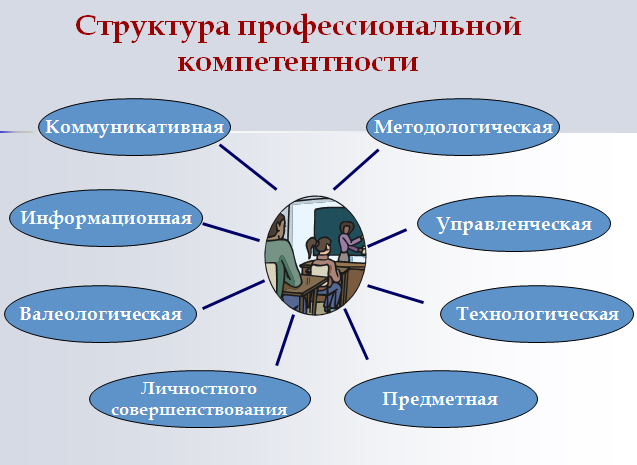 Структура профессиональной
компетентности
Коммуникативная
Методологическая
Информационная
Управленческая
Валеологическая
Технологическая
Личностного
совершенствования
Предметная